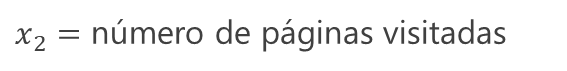 x₂ = número de páginas visitadas